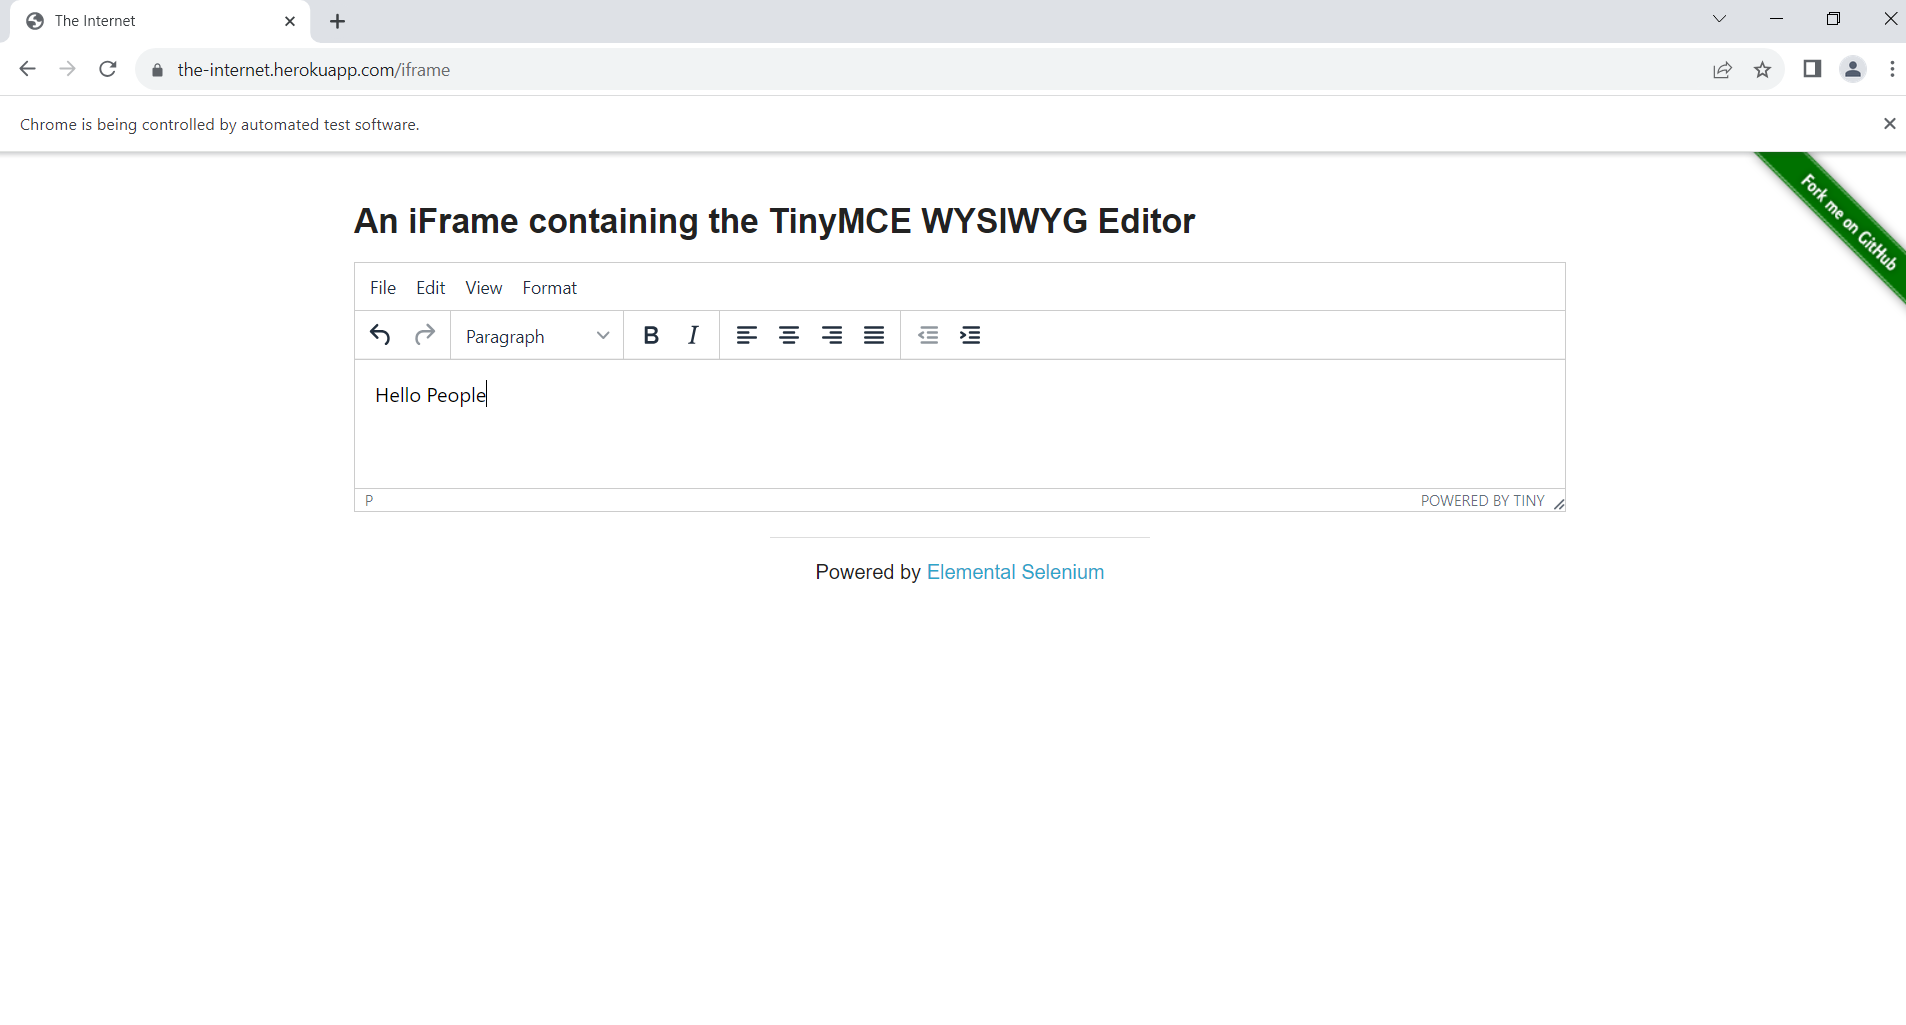 The Internet
the-internet.herokuapp.com/iframe
Chrome is being controlled by automated test software.
Fork me on GitHub
An iFrame containing the TinyMCE WYSIWYG Editor
File Edit View Format
Paragraph B I
Hello People
P POWERED BY TINY
Powered by Elemental Selenium